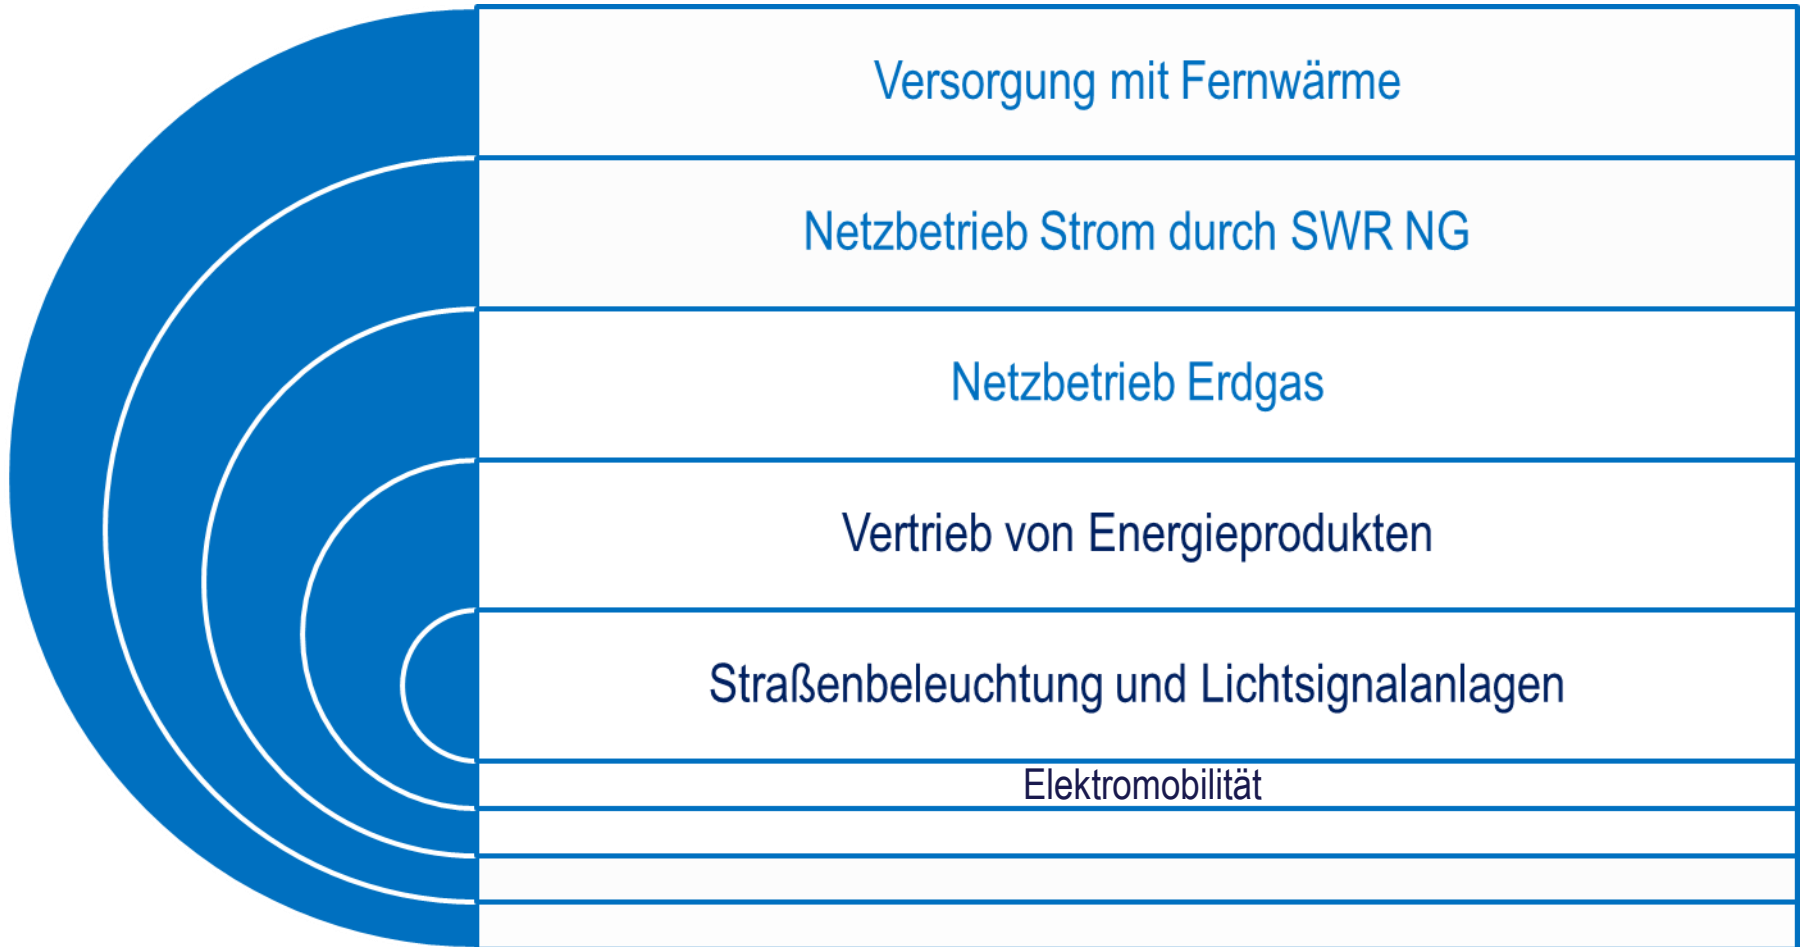 Versorgung mit Fernwärme
Netzbetrieb Strom durch SWR NG
Netzbetrieb Erdgas
Vertrieb von Energieprodukten
Straßenbeleuchtung und Lichtsignalanlagen
Elektromobilität